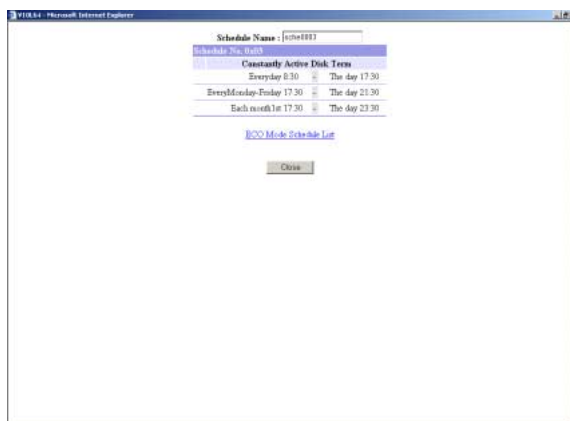 V10L64 - Microsoft Internet Explorer
Schedule Name : sche0003
Schedule No. 0x03
Constantly Active Disk Term
Everyday 8:30 - The day 17:30
EveryMonday-Friday 17:30 - The day 21:30
Each month1st 17:30 - The day 23:30
ECO Mode Schedule List
Close